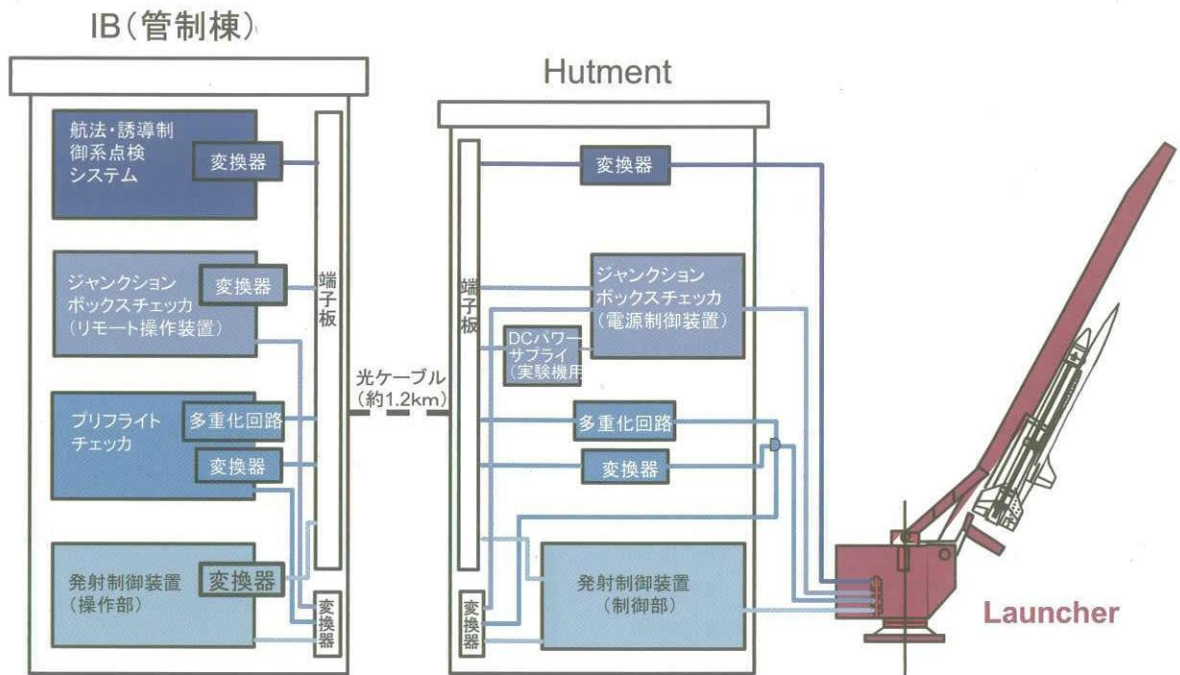 IB(管制棟)
航法・誘導制
御系点検
システム
変換器
ジャンクション
ボックスチェッカ
(リモート操作装置)
変換器
プリフライト
チェッカ
多重化回路
変換器
発射制御装置
(操作部)
変換器
端子板
変換器
光ケーブル
(約1.2km)
Hutment
端子板
変換器
変換器
ジャンクション
ボックスチェッカ
(電源制御装置)
DCパワー
サプライ
(実験機用
多重化回路
変換器
発射制御装置
(制御部)
Launcher